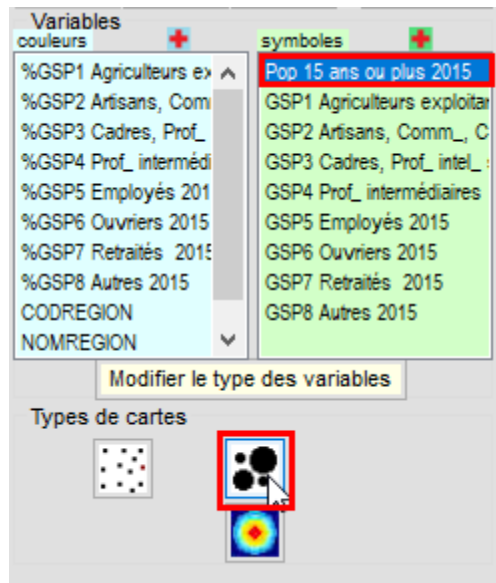 Variables
couleurs
%GSP1 Agriculteurs ex
%GSP2 Artisans, Com
%GSP3 Cadres, Prof_
%GSP4 Prof_ intermédi
%GSP5 Employés 201
%GSP6 Ouvriers 2015
%GSP7 Retraités 2015
%GSP8 Autres 2015
CODREGION
NOMREGION
symboles
Pop 15 ans ou plus 2015
GSP1 Agriculteurs exploitar
GSP2 Artisans, Comm_, C
GSP3 Cadres, Prof_ intel_
GSP4 Prof_ intermédiaires
GSP5 Employés 2015
GSP6 Ouvriers 2015
GSP7 Retraités 2015
GSP8 Autres 2015
Modifier le type des variables
Types de cartes